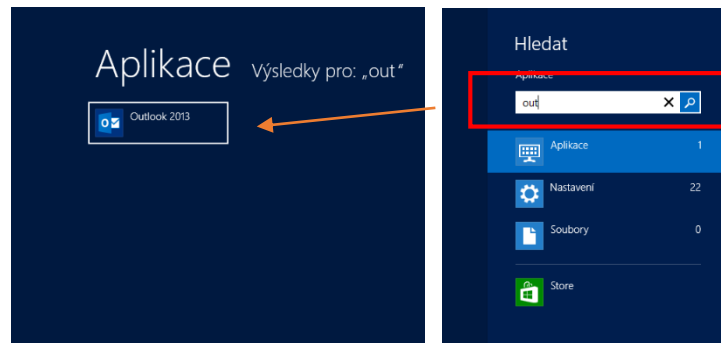 Aplikace Výsledky pro: „out“
Outlook 2013
Hledat
Aplikace
out
Aplikace 1
Nastavení 22
Soubory 0
Store